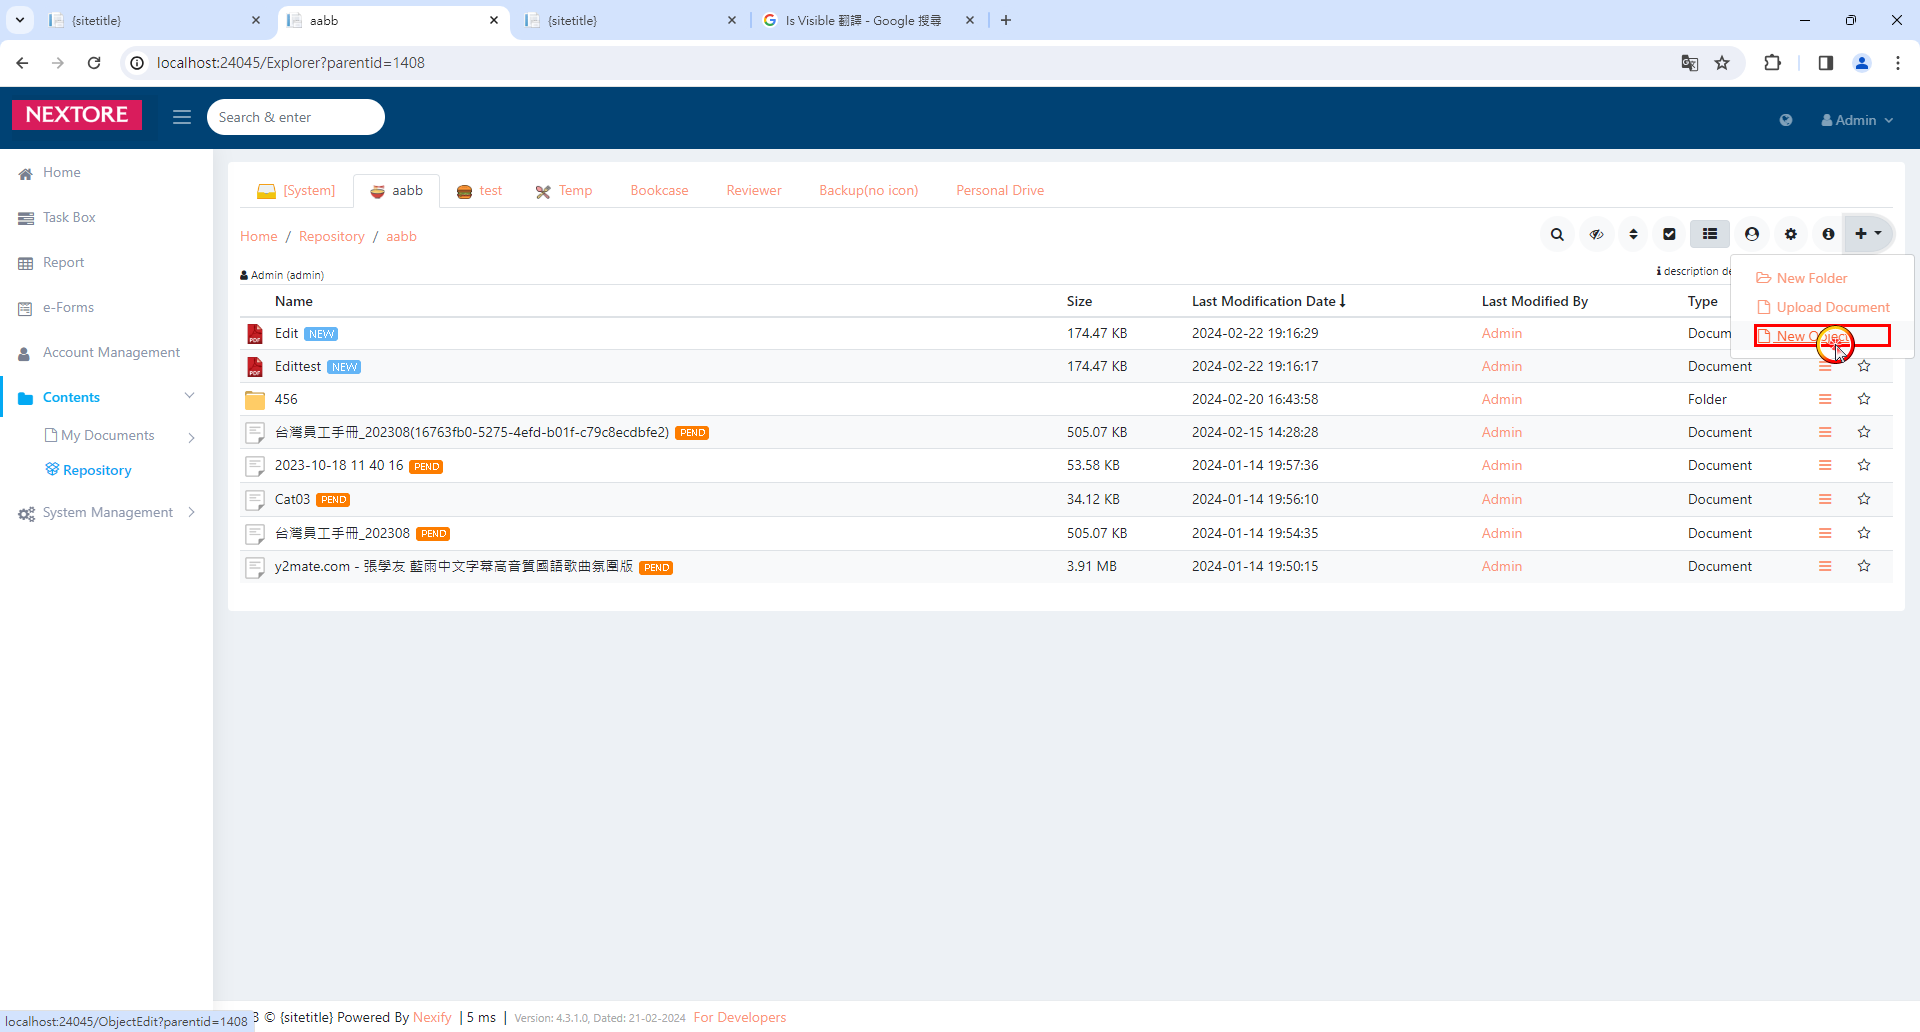 {sitetitle}
aabb
{sitetitle}
Is Visible 翻譯 - Google 搜尋
localhost:24045/Explorer?parentid=1408
NEXTORE
Search & enter
Admin
Home
Task Box
Report
e-Forms
Account Management
Contents
My Documents
Repository
System Management
[System]
aabb
test
Temp
Bookcase
Reviewer
Backup(no icon)
Personal Drive
Home / Repository / aabb
Admin (admin)
description
New Folder
Upload Document
New Object
Name Size Last Modification Date Last Modified By Type
Edit NEW 174.47 KB 2024-02-22 19:16:29 Admin Docum
Edittest NEW 174.47 KB 2024-02-22 19:16:17 Admin Document
456 2024-02-20 16:43:58 Admin Folder
台灣員工手冊_202308(16763fb0-5275-4efd-b01f-c79c8ecdbfe2) PEND 505.07 KB 2024-02-15 14:28:28 Admin Document
2023-10-18 11 40 16 PEND 53.58 KB 2024-01-14 19:57:36 Admin Document
Cat03 PEND 34.12 KB 2024-01-14 19:56:10 Admin Document
台灣員工手冊_202308 PEND 505.07 KB 2024-01-14 19:54:35 Admin Document
y2mate.com - 張學友 藍雨中文字幕高音質國語歌曲氛圍版 PEND 3.91 MB 2024-01-14 19:50:15 Admin Document
© {sitetitle} Powered By Nexify | 5 ms | Version: 4.3.1.0, Dated: 21-02-2024 For Developers
localhost:24045/ObjectEdit?parentid=1408